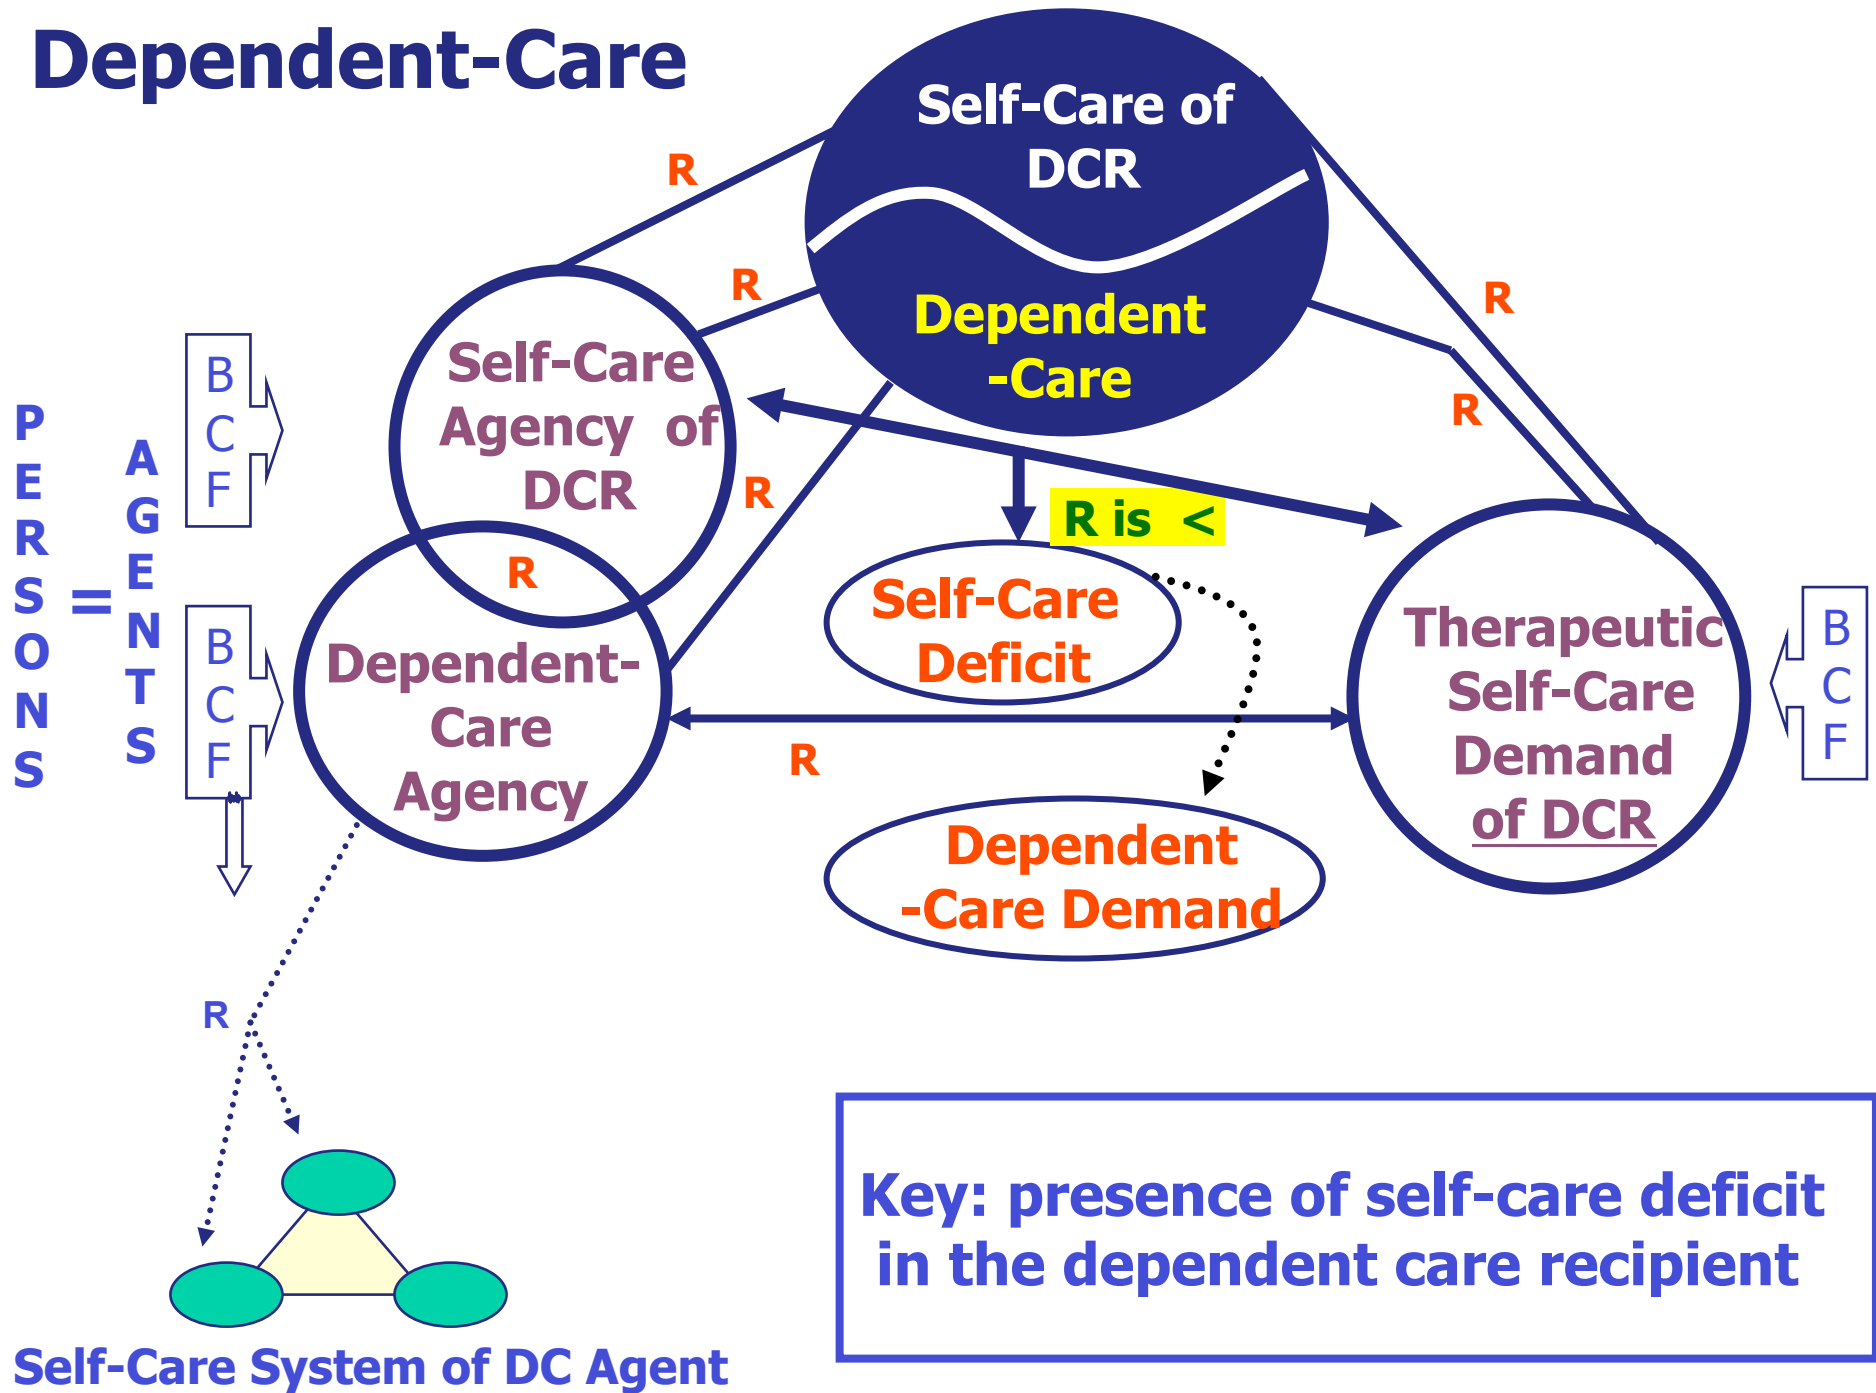 Dependent-Care
Self-Care of
DCR
Dependent
-Care
R
R
R
R
R
R
Self-Care
Agency of
DCR
R
Dependent-
Care
Agency
R is <
Self-Care
Deficit
R
Dependent
-Care Demand
Therapeutic
Self-Care
Demand
of DCR
B
C
F
B
C
F
B
C
F
PERSONS
=
AGENTS
R
Self-Care System of DC Agent
Key: presence of self-care deficit
in the dependent care recipient